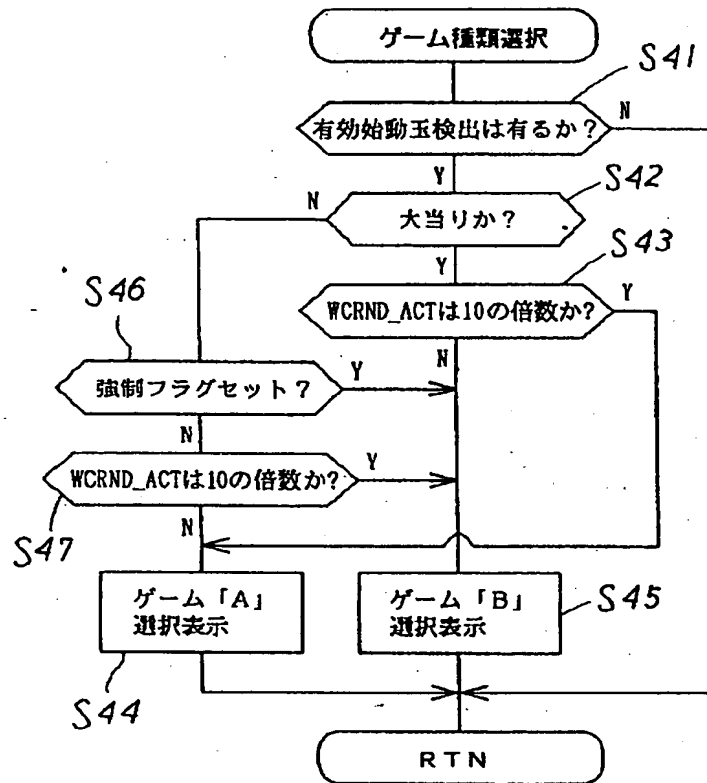 ゲーム種類選択
S41
有効始動玉検出は有るか?
N
Y
S42
N
大当りか?
S43
Y
WCRND_ACTは10の倍数か?
Y
S46
N
強制フラグセット?
Y
N
WCRND_ACTは10の倍数か?
Y
S47
N
ゲーム「A」
選択表示
ゲーム「B」
選択表示
S45
S44
RTN